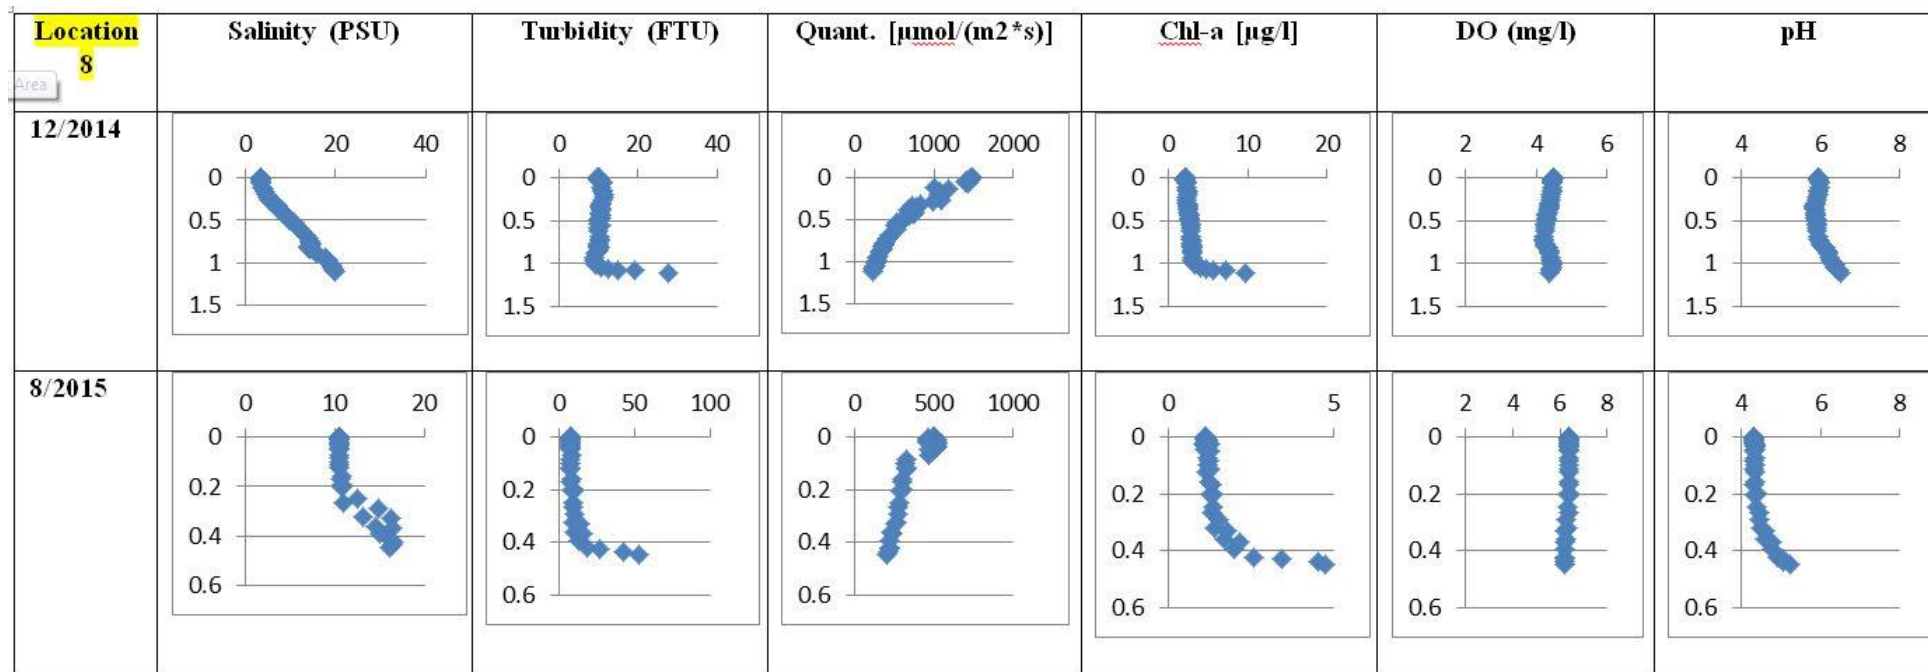 Location
8
Salinity (PSU)
Turbidity (FTU)
Quant. [µmol/(m2*s)]
Chl-a [µg/l]
DO (mg/l)
pH
Area
12/2014
0 20 40
0
0.5
1
1.5
0 20 40
0
0.5
1
1.5
0 1000 2000
0
0.5
1
1.5
0 10 20
0
0.5
1
1.5
2 4 6
0
0.5
1
1.5
4 6 8
0
0.5
1
1.5
8/2015
0 10 20
0
0.2
0.4
0.6
0 50 100
0
0.2
0.4
0.6
0 500 1000
0
0.2
0.4
0.6
0 5
0
0.2
0.4
0.6
2 4 6 8
0
0.2
0.4
0.6
4 6 8
0
0.2
0.4
0.6